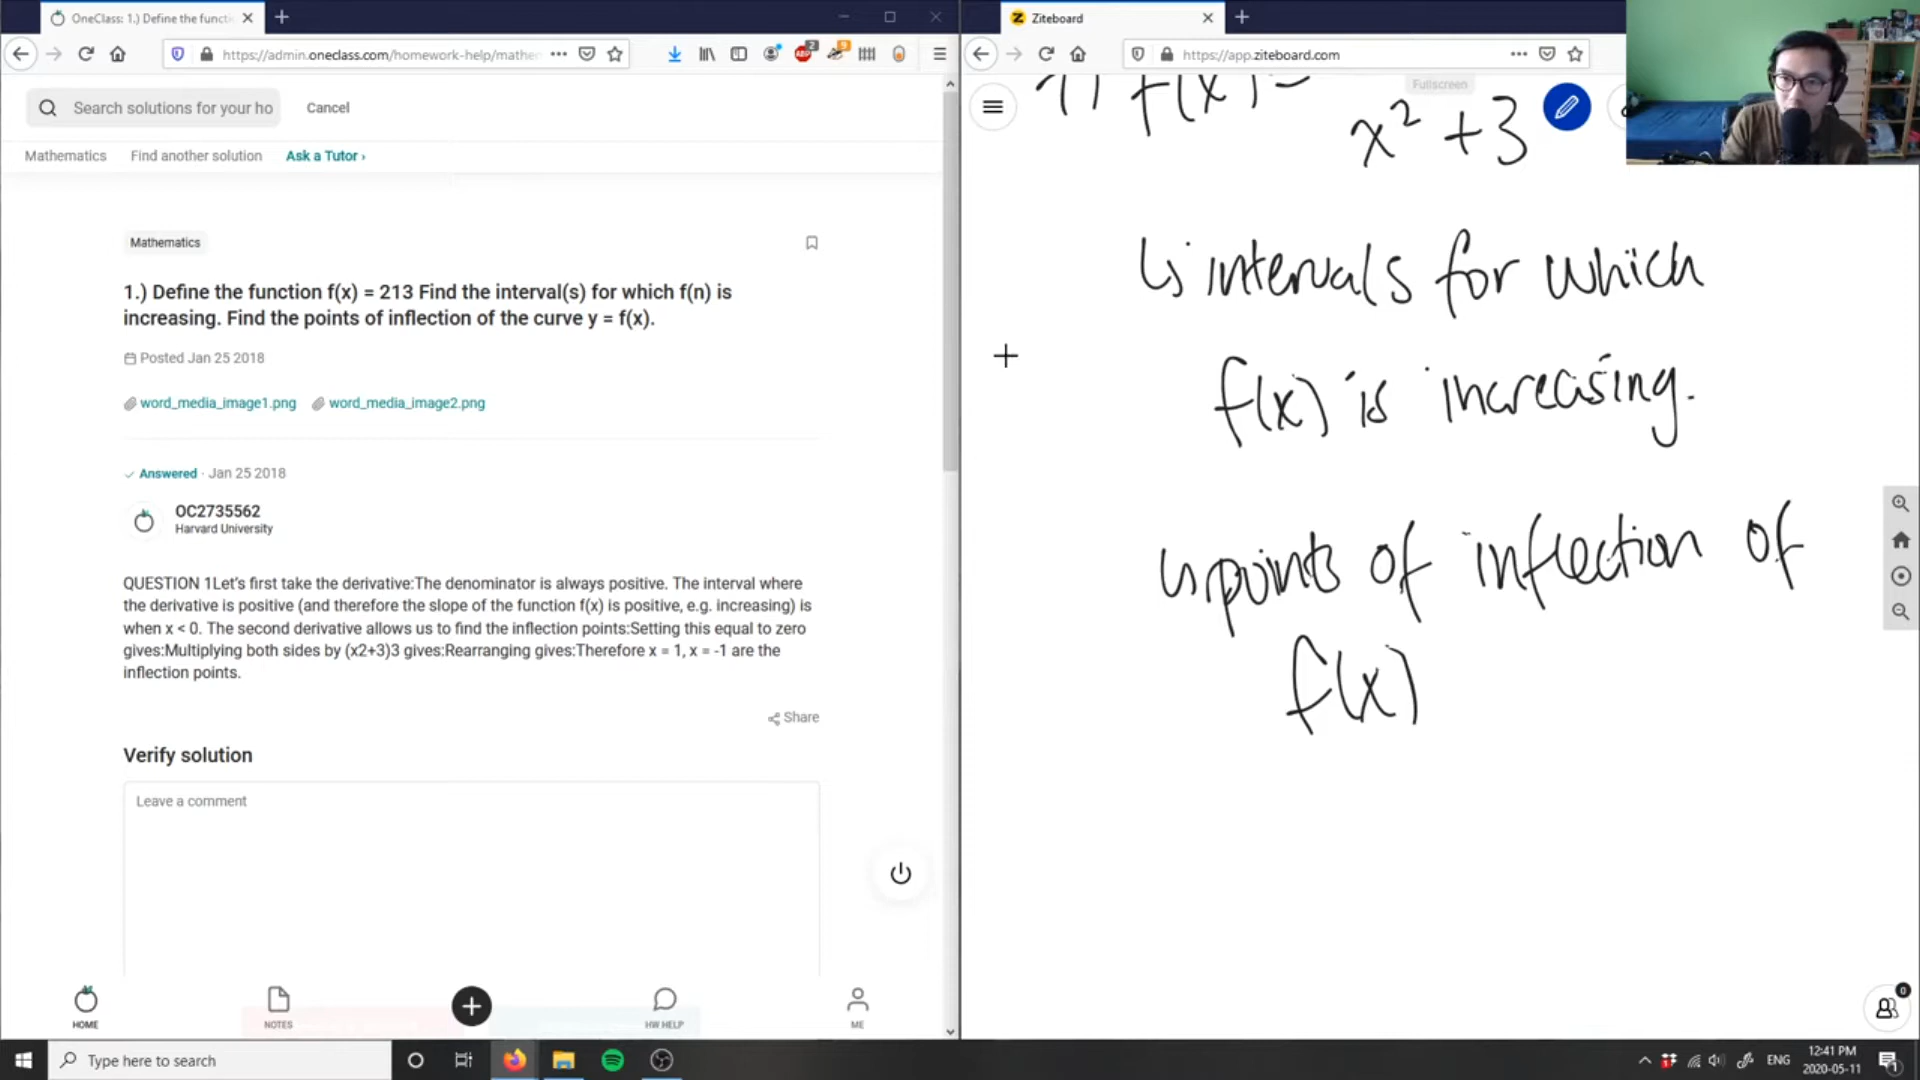 OneClass: 1.) Define the functi
Ziteboard
https://admin.oneclass.com/homework-help/mathe
2
9
https://app.ziteboard.com
Search solutions for your ho
Cancel
Mathematics
Find another solution
Ask a Tutor ›
Mathematics
1.) Define the function f(x) = 213 Find the interval(s) for which f(n) is
increasing. Find the points of inflection of the curve y = f(x).
Posted Jan 25 2018
word_media_image1.png
word_media_image2.png
Answered · Jan 25 2018
OC2735562
Harvard University
QUESTION 1Let's first take the derivative:The denominator is always positive. The interval where
the derivative is positive (and therefore the slope of the function f(x) is positive, e.g. increasing) is
when x < 0. The second derivative allows us to find the inflection points:Setting this equal to zero
gives:Multiplying both sides by (x2+3)3 gives:Rearranging gives:Therefore x = 1, x = -1 are the
inflection points.
Share
Verify solution
Leave a comment
HOME
NOTES
HW HELP
ME
Fullscreen
f(x) =
x² + 3
↳ intervals for which
f(x) is increasing.
↳ points of inflection of
f(x)
0
Type here to search
ENG
12:41 PM
2020-05-11
1